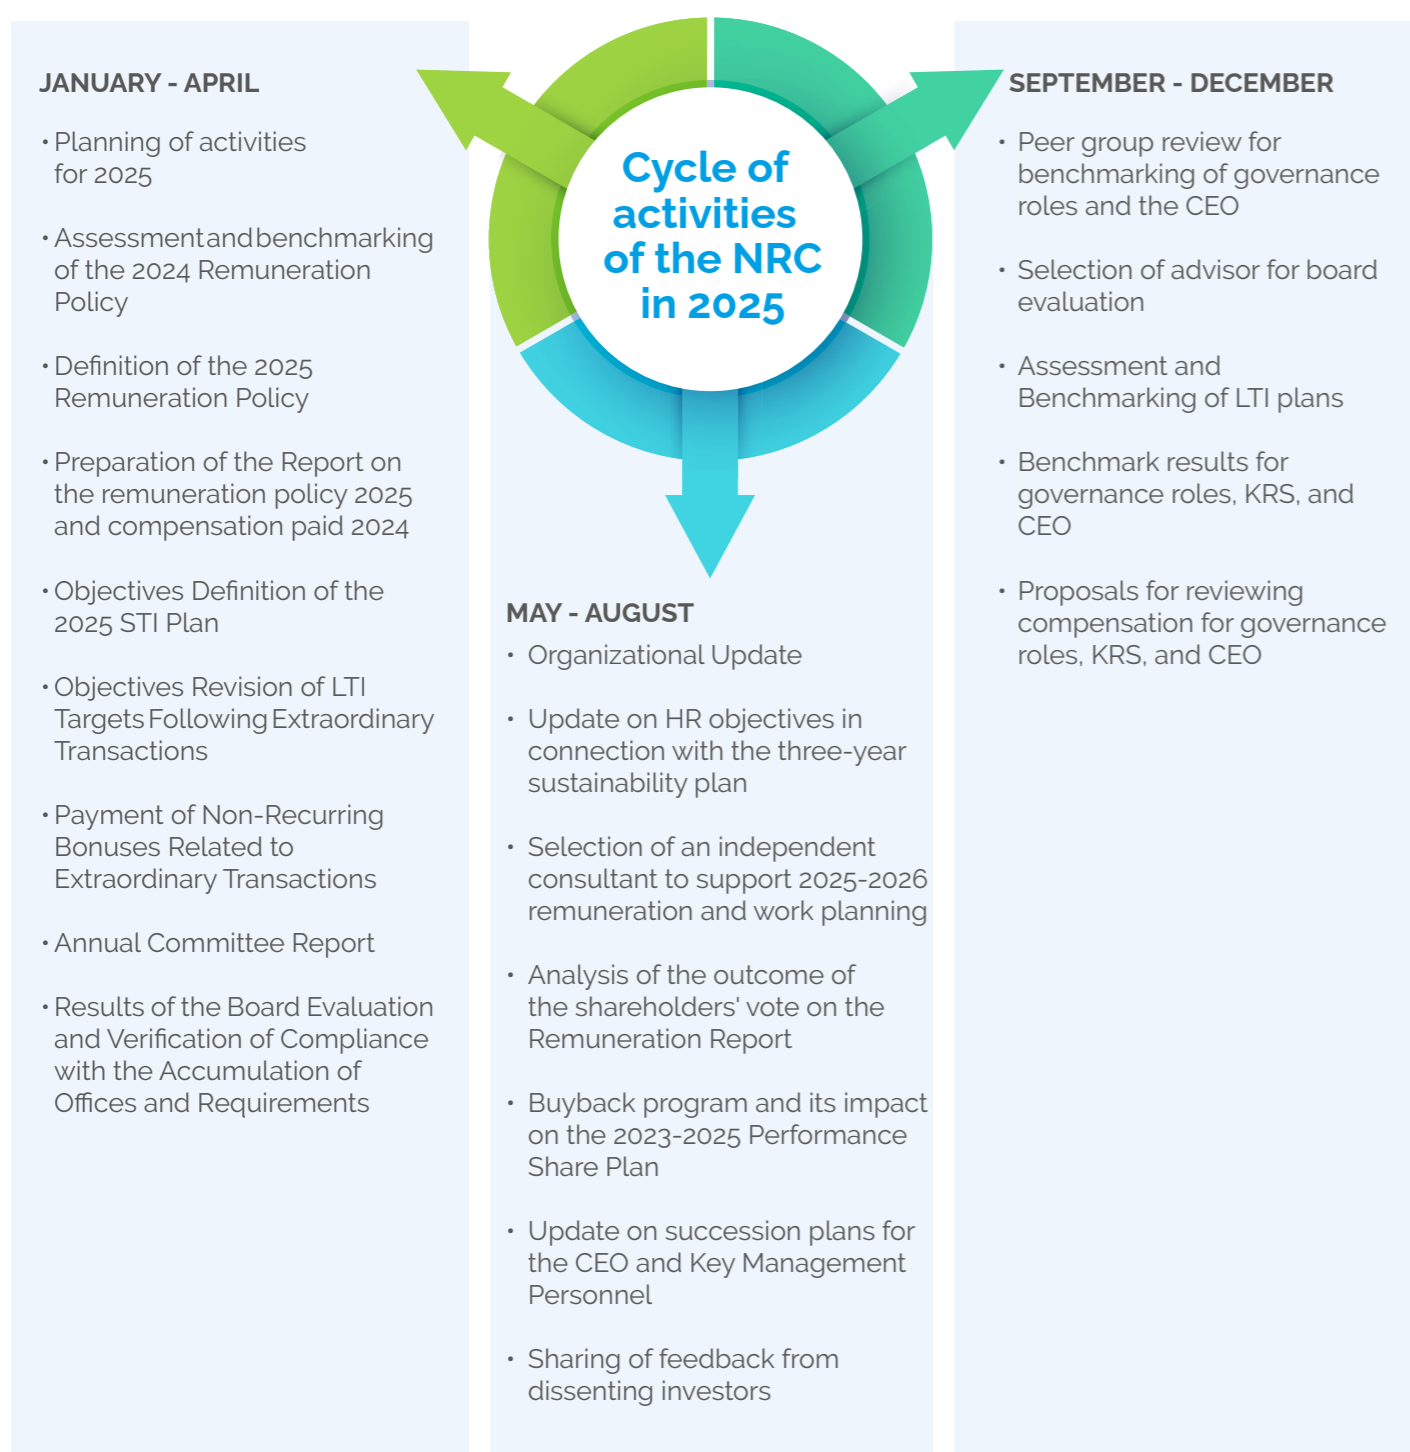 JANUARY - APRIL
• Planning of activities
for 2025
• Assessment and benchmarking
of the 2024 Remuneration
Policy
• Definition of the 2025
Remuneration Policy
• Preparation of the Report on
the remuneration policy 2025
and compensation paid 2024
• Objectives Definition of the
2025 STI Plan
• Objectives Revision of LTI
Targets Following Extraordinary
Transactions
• Payment of Non-Recurring
Bonuses Related to
Extraordinary Transactions
• Annual Committee Report
• Results of the Board Evaluation
and Verification of Compliance
with the Accumulation of
Offices and Requirements
Cycle of
activities
of the NRC
in 2025
MAY - AUGUST
• Organizational Update
• Update on HR objectives in
connection with the three-year
sustainability plan
• Selection of an independent
consultant to support 2025-2026
remuneration and work planning
• Analysis of the outcome of
the shareholders' vote on the
Remuneration Report
• Buyback program and its impact
on the 2023-2025 Performance
Share Plan
• Update on succession plans for
the CEO and Key Management
Personnel
• Sharing of feedback from
dissenting investors
SEPTEMBER - DECEMBER
• Peer group review for
benchmarking of governance
roles and the CEO
• Selection of advisor for board
evaluation
• Assessment and
Benchmarking of LTI plans
• Benchmark results for
governance roles, KRS, and
CEO
• Proposals for reviewing
compensation for governance
roles, KRS, and CEO